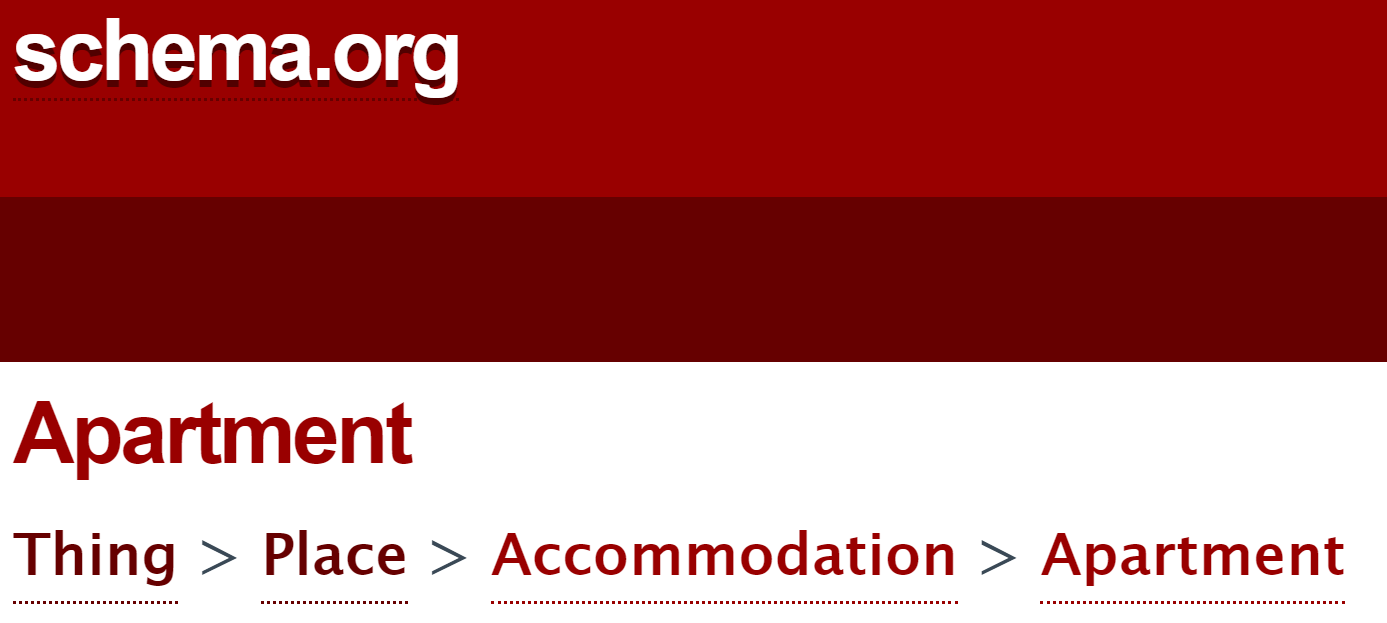 schema.org
Apartment
Thing > Place > Accommodation > Apartment